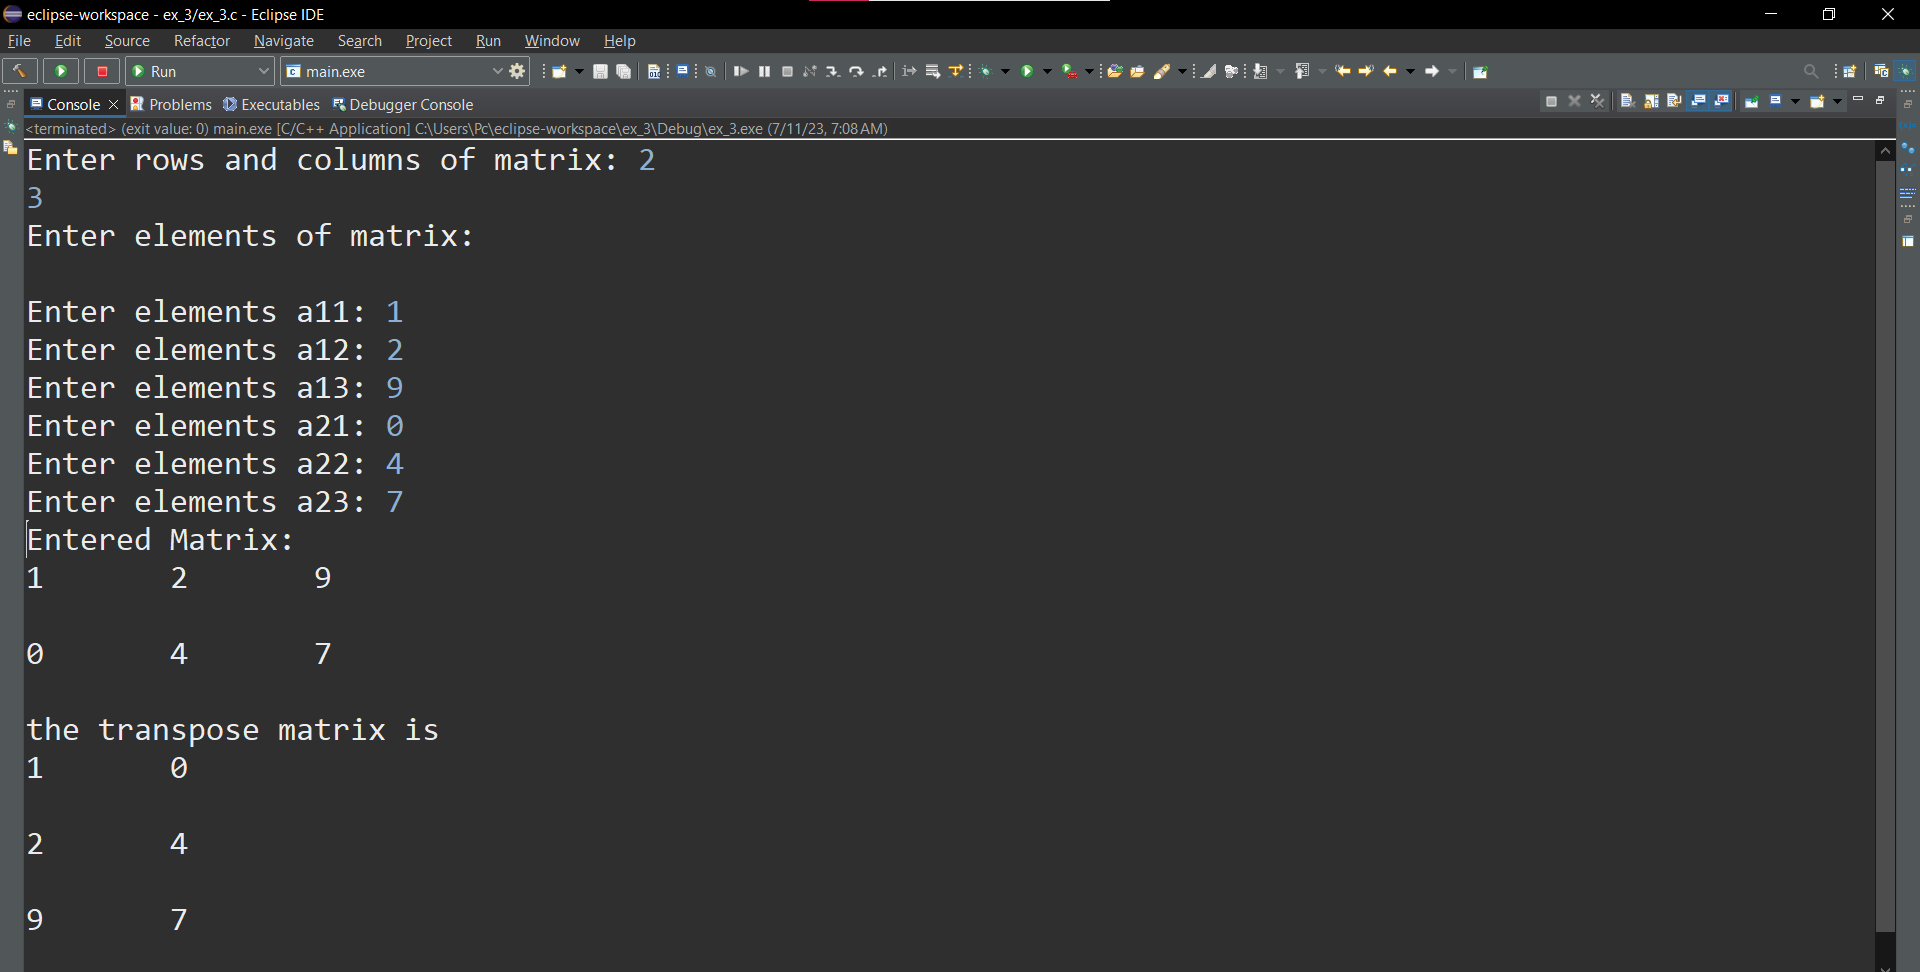 eclipse-workspace - ex_3/ex_3.c - Eclipse IDE
File Edit Source Refactor Navigate Search Project Run Window Help
Run main.exe
Console Problems Executables Debugger Console
<terminated> (exit value: 0) main.exe [C/C++ Application] C:\Users\Pc\eclipse-workspace\ex_3\Debug\ex_3.exe (7/11/23, 7:08 AM)
Enter rows and columns of matrix: 2
3
Enter elements of matrix:
Enter elements a11: 1
Enter elements a12: 2
Enter elements a13: 9
Enter elements a21: 0
Enter elements a22: 4
Enter elements a23: 7
Entered Matrix:
1 2 9
0 4 7
the transpose matrix is
1 0
2 4
9 7